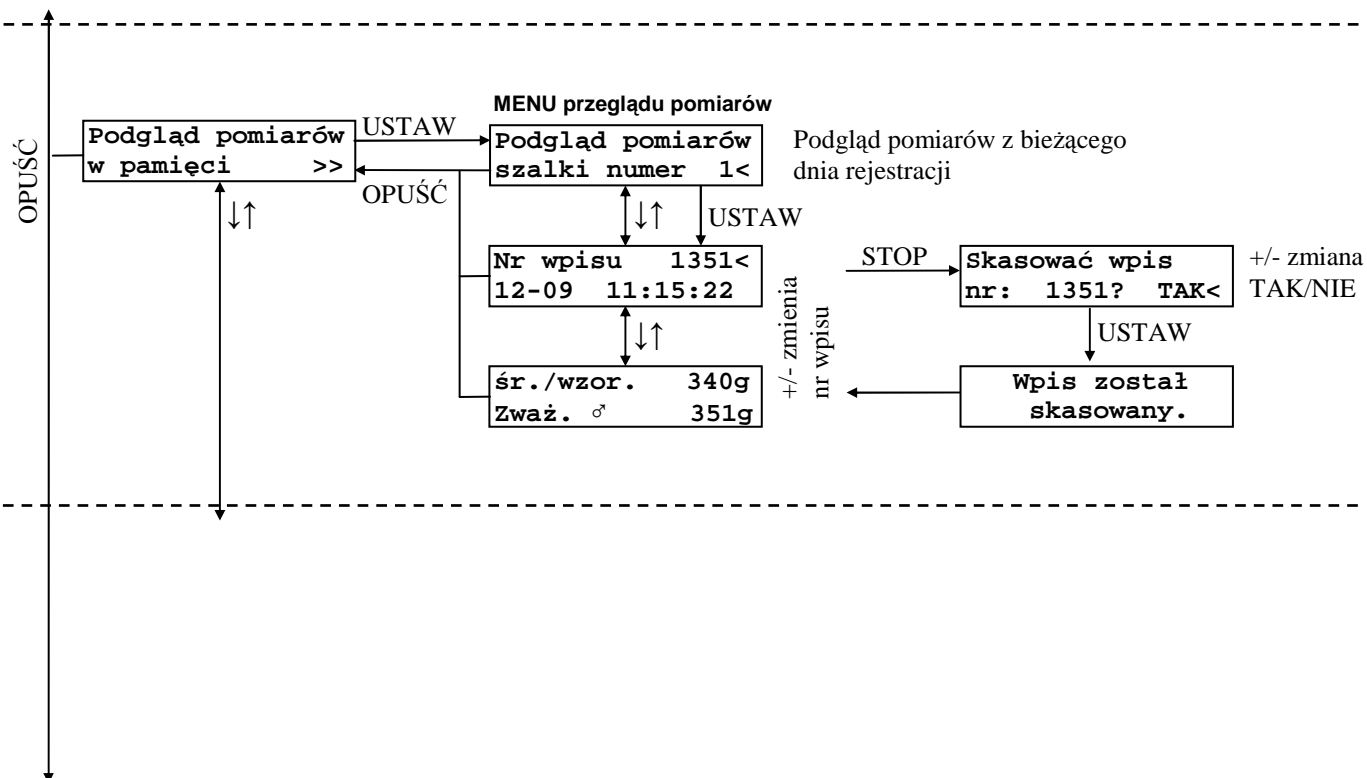 OPUŚĆ
Podgląd pomiarów
w pamięci >>
↓↑
USTAW
OPUŚĆ
MENU przeglądu pomiarów
Podgląd pomiarów
szalki numer 1<
↓↑
USTAW
Podgląd pomiarów z bieżącego
dnia rejestracji
Nr wpisu 1351<
12-09 11:15:22
↓↑
śr./wzor. 340g
Zważ. ♂ 351g
+/- zmienia
nr wpisu
STOP
Skasować wpis
nr: 1351? TAK<
+/- zmiana
TAK/NIE
USTAW
Wpis został
skasowany.